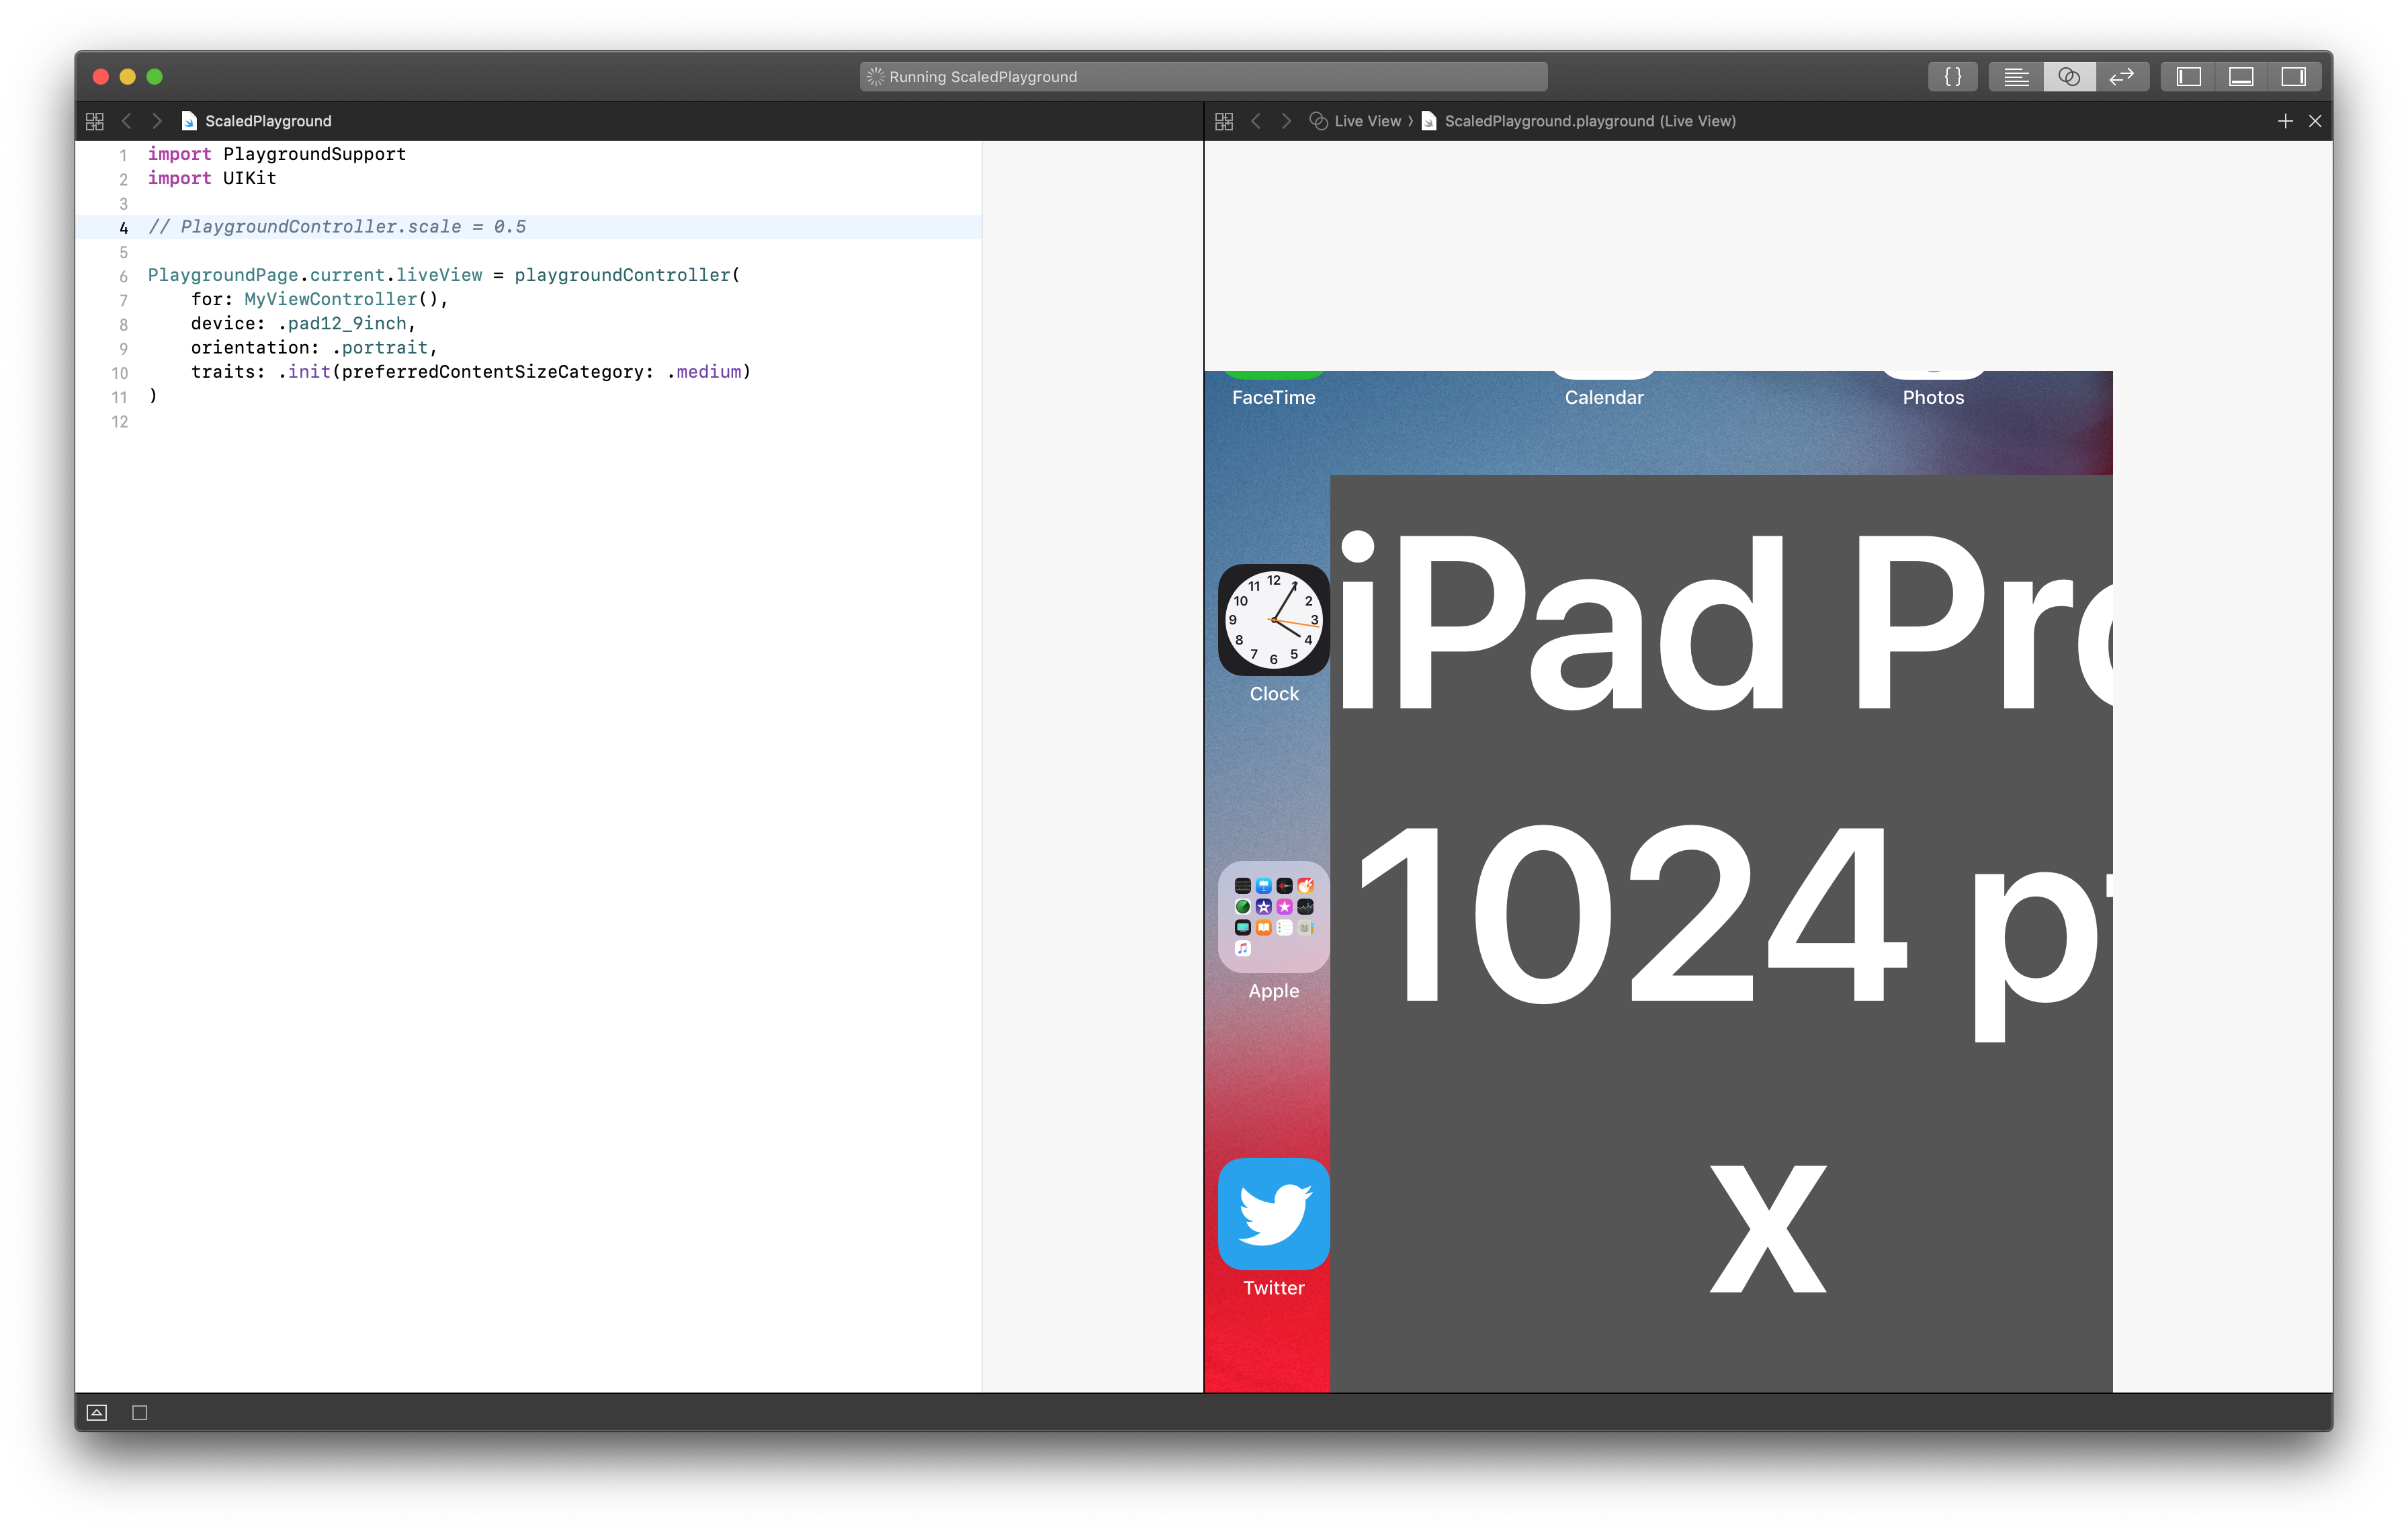 Running ScaledPlayground
{ }
ScaledPlayground
Live View 〉 ScaledPlayground.playground (Live View)
1 import PlaygroundSupport
2 import UIKit
3
4 // PlaygroundController.scale = 0.5
5
6 PlaygroundPage.current.liveView = playgroundController(
7     for: MyViewController(),
8     device: .pad12_9inch,
9     orientation: .portrait,
10     traits: .init(preferredContentSizeCategory: .medium)
11 )
12
FaceTime Calendar Photos
iPad Pro
12 1 2 3 4 5 6 7 8 9 10 11
Clock
1024 pt
Apple
x
Twitter